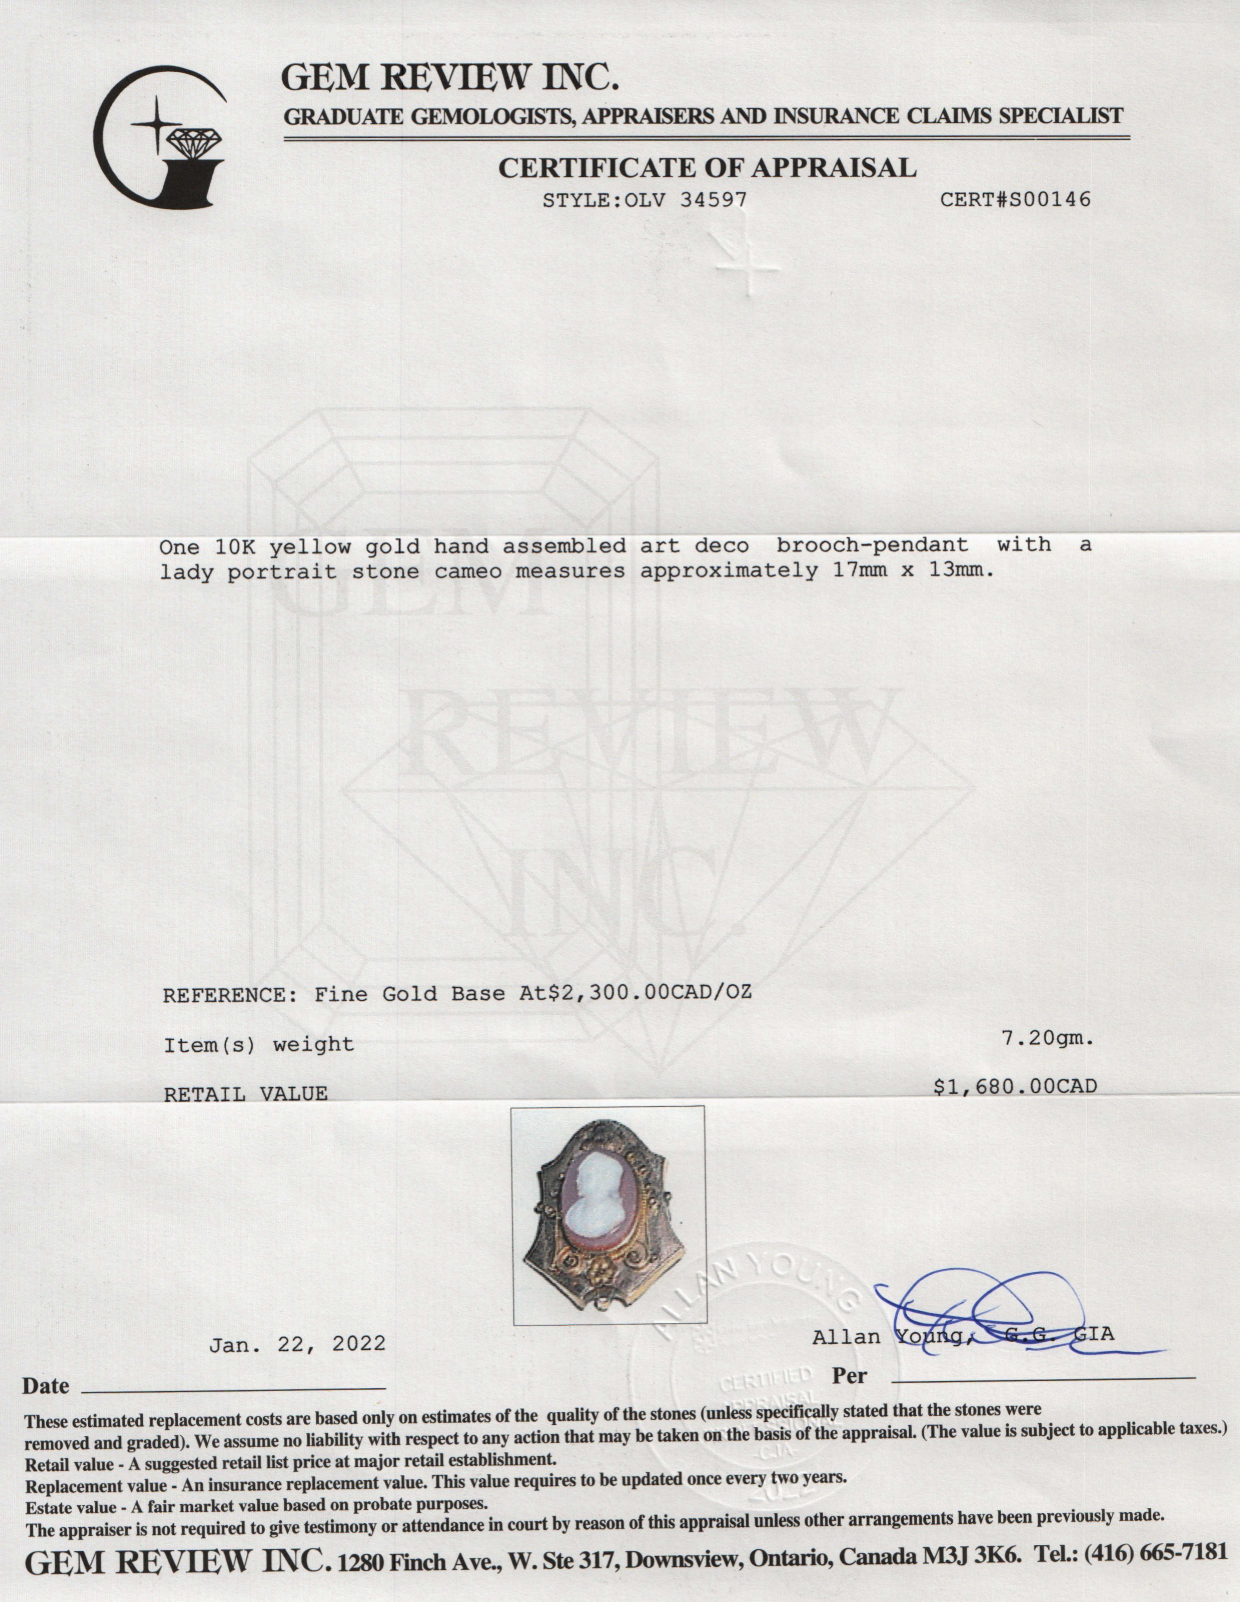 GEM REVIEW INC.
GRADUATE GEMOLOGISTS, APPRAISERS AND INSURANCE CLAIMS SPECIALIST
CERTIFICATE OF APPRAISAL
STYLE:OLV 34597 CERT#S00146
One 10K yellow gold hand assembled art deco brooch-pendant with a
lady portrait stone cameo measures approximately 17mm x 13mm.
GEM
REVIEW
INC.
REFERENCE: Fine Gold Base At$2,300.00CAD/OZ
Item(s) weight 7.20gm.
RETAIL VALUE $1,680.00CAD
ALLAN YOUNG
CERTIFIED
APPRAISAL
PROFESSIONAL
-CJA-
2022
Jan. 22, 2022 Allan Young, G.G. GIA
Date Per
These estimated replacement costs are based only on estimates of the quality of the stones (unless specifically stated that the stones were
removed and graded). We assume no liability with respect to any action that may be taken on the basis of the appraisal. (The value is subject to applicable taxes.)
Retail value - A suggested retail list price at major retail establishment.
Replacement value - An insurance replacement value. This value requires to be updated once every two years.
Estate value - A fair market value based on probate purposes.
The appraiser is not required to give testimony or attendance in court by reason of this appraisal unless other arrangements have been previously made.
GEM REVIEW INC. 1280 Finch Ave., W. Ste 317, Downsview, Ontario, Canada M3J 3K6. Tel.: (416) 665-7181